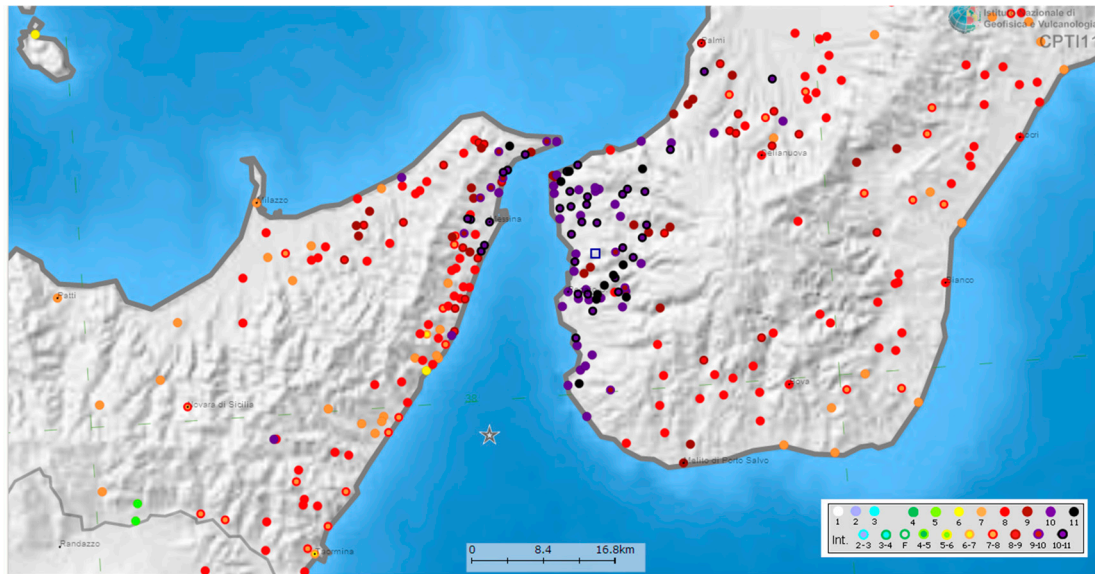 Istituto Nazionale di
Geofisica e Vulcanologia
CPTI11
Palmi
Locri
Delianuova
Milazzo
Messina
Bianco
Patti
Bova
38
Novara di Sicilia
Melito di Porto Salvo
Randazzo
Taormina
0 8.4 16.8km
1 2 3 4 5 6 7 8 9 10 11
Int. 2-3 3-4 F 4-5 5-6 6-7 7-8 8-9 9-10 10-11